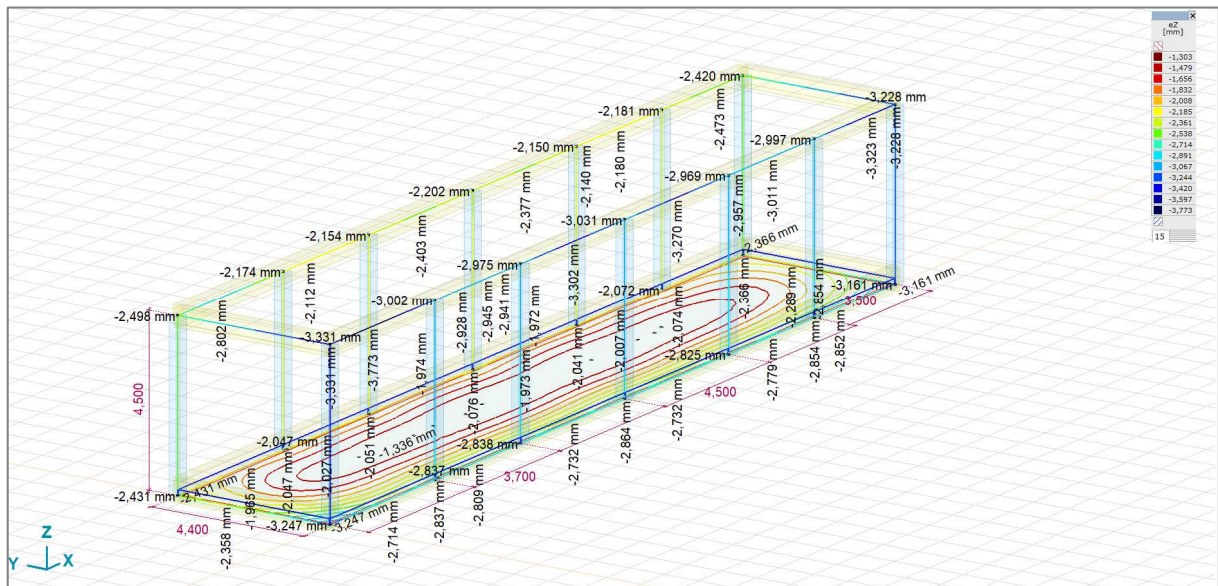 eZ
[mm]
-1,303
-1,479
-1,656
-1,832
-2,008
-2,185
-2,361
-2,538
-2,714
-2,891
-3,067
-3,244
-3,420
-3,597
-3,773
15
-2,420 mm
-3,228 mm
-2,181 mm
-2,473 mm
-3,323 mm
-3,228 mm
-2,150 mm
-2,180 mm
-2,997 mm
-2,140 mm
-2,202 mm
-2,377 mm
-2,969 mm
-3,011 mm
-2,957 mm
-3,031 mm
-2,154 mm
-2,403 mm
-3,270 mm
-2,366 mm
-2,174 mm
-2,112 mm
-2,975 mm
-3,302 mm
-2,366 mm
-3,161 mm
-3,161 mm
-2,498 mm
-2,802 mm
-3,002 mm
-2,072 mm
-2,289 mm
-2,854 mm
3,500
-3,331 mm
-3,331 mm
-3,773 mm
-1,974 mm
-2,928 mm
-2,945 mm
-2,941 mm
-1,972 mm
-2,041 mm
-2,007 mm
-2,074 mm
-2,825 mm
-2,779 mm
-2,854 mm
-2,852 mm
4,500
4,500
-2,047 mm
-2,027 mm
-2,051 mm
-1,336 mm
-2,076 mm
-1,973 mm
-2,838 mm
-2,732 mm
-2,864 mm
-2,732 mm
3,700
-2,431 mm
-2,431 mm
-1,965 mm
-2,047 mm
-2,837 mm
-2,809 mm
4,400
-2,358 mm
-3,247 mm
-3,247 mm
-2,714 mm
-2,837 mm
Z
Y
X